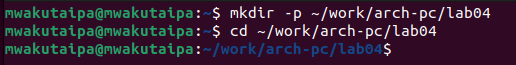 mwakutaipa@mwakutaipa:~$ mkdir -p ~/work/arch-pc/lab04
mwakutaipa@mwakutaipa:~$ cd ~/work/arch-pc/lab04
mwakutaipa@mwakutaipa:~/work/arch-pc/lab04$